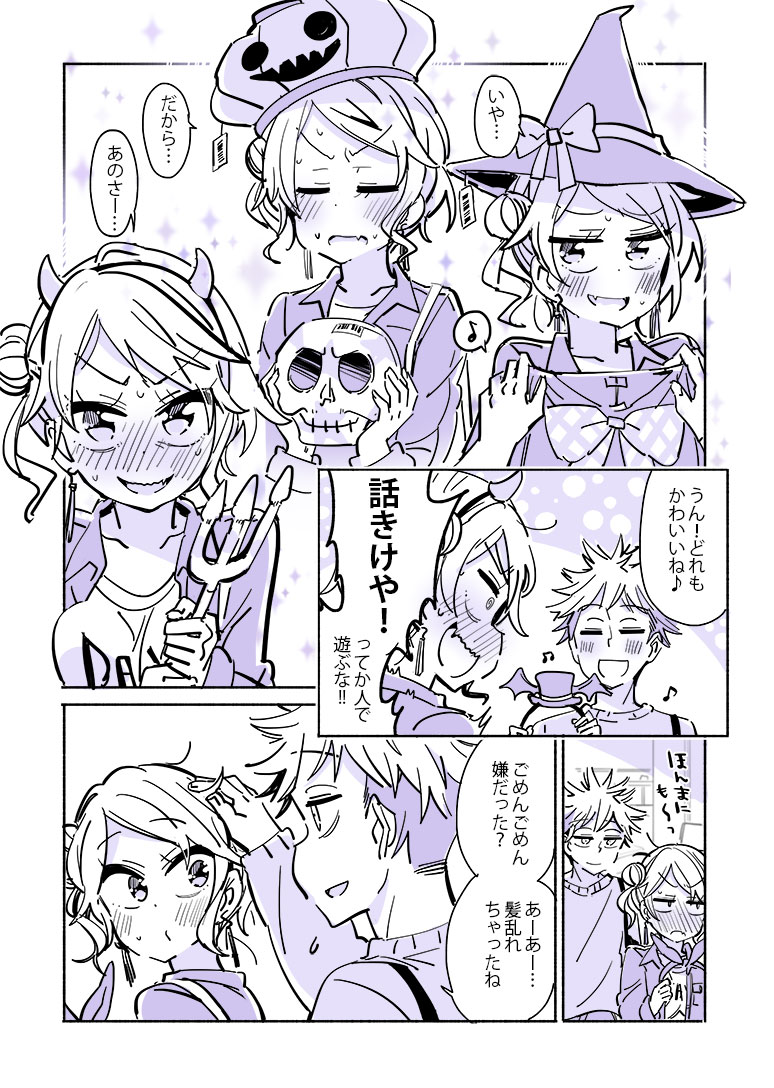 いや…
だから…
あのさー！…
うん！どれも
かわいいね♪
話きけや！
ってか人で
遊ぶな!!
ほんまに
も〜っ
ごめんごめん
嫌だった？
あーあー…
髪乱れ
ちゃったね